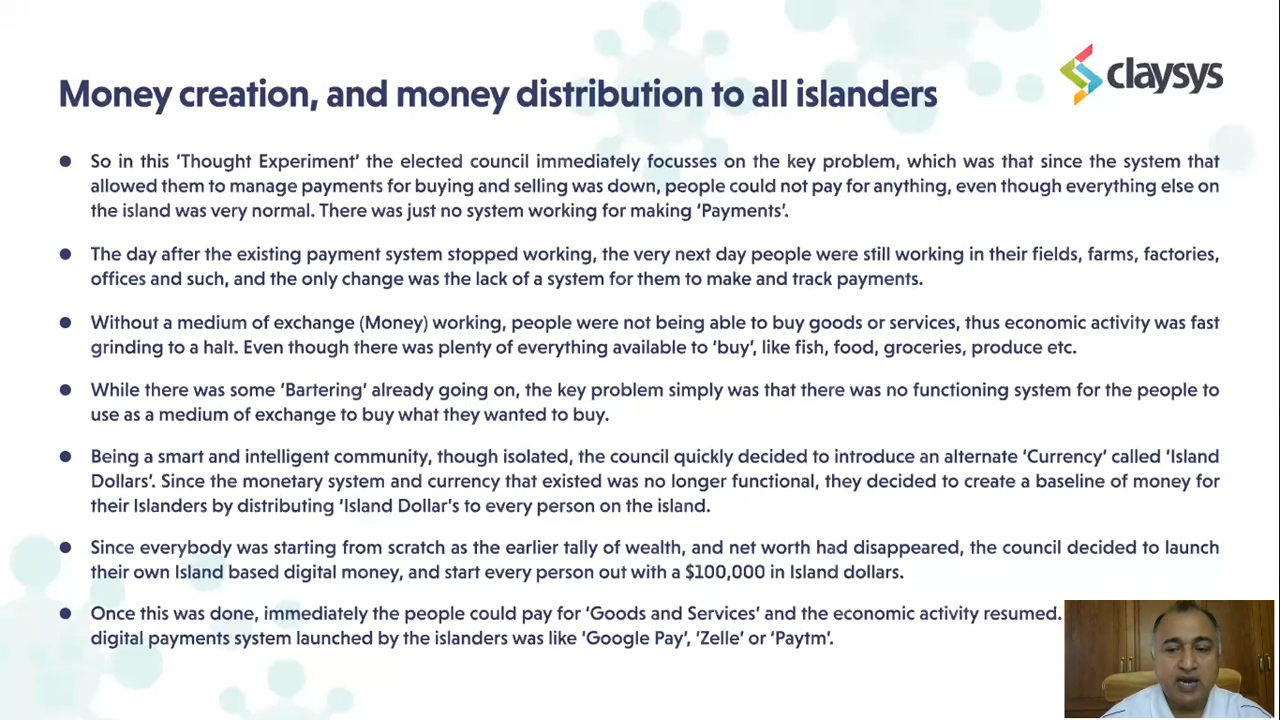 Money creation, and money distribution to all islanders
claysys
● So in this ‘Thought Experiment’ the elected council immediately focusses on the key problem, which was that since the system that
allowed them to manage payments for buying and selling was down, people could not pay for anything, even though everything else on
the island was very normal. There was just no system working for making ‘Payments’.
● The day after the existing payment system stopped working, the very next day people were still working in their fields, farms, factories,
offices and such, and the only change was the lack of a system for them to make and track payments.
● Without a medium of exchange (Money) working, people were not being able to buy goods or services, thus economic activity was fast
grinding to a halt. Even though there was plenty of everything available to ‘buy’, like fish, food, groceries, produce etc.
● While there was some ‘Bartering’ already going on, the key problem simply was that there was no functioning system for the people to
use as a medium of exchange to buy what they wanted to buy.
● Being a smart and intelligent community, though isolated, the council quickly decided to introduce an alternate ‘Currency’ called ‘Island
Dollars’. Since the monetary system and currency that existed was no longer functional, they decided to create a baseline of money for
their Islanders by distributing ‘Island Dollar’s to every person on the island.
● Since everybody was starting from scratch as the earlier tally of wealth, and net worth had disappeared, the council decided to launch
their own Island based digital money, and start every person out with a $100,000 in Island dollars.
● Once this was done, immediately the people could pay for ‘Goods and Services’ and the economic activity resumed.
digital payments system launched by the islanders was like ‘Google Pay’, ‘Zelle’ or ‘Paytm’.